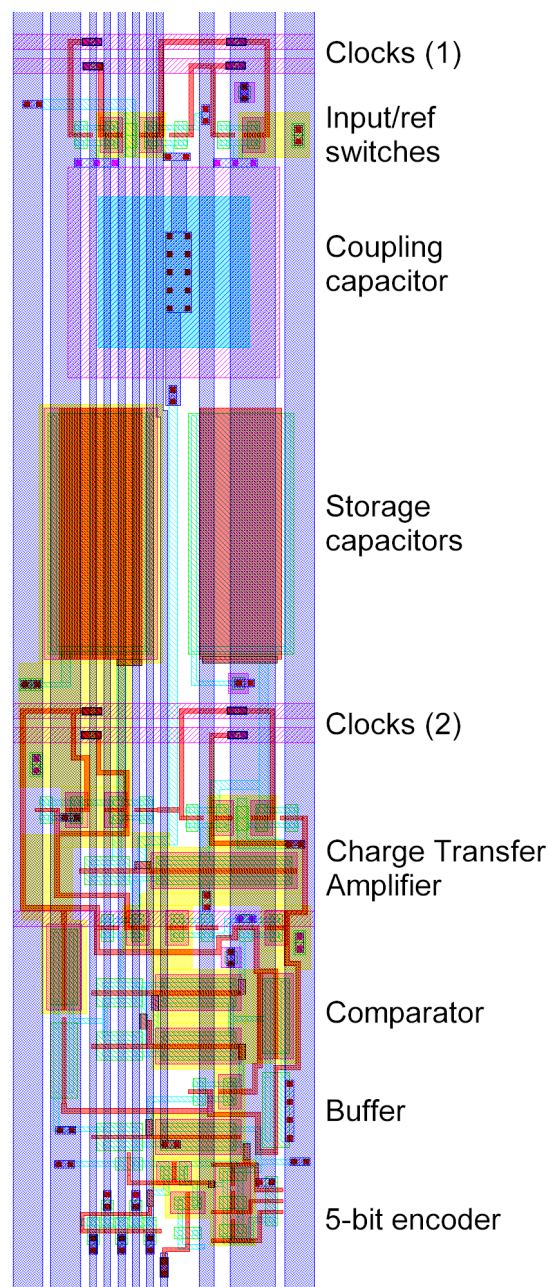 Clocks (1)
Input/ref
switches
Coupling
capacitor
Storage
capacitors
Clocks (2)
Charge Transfer
Amplifier
Comparator
Buffer
5-bit encoder